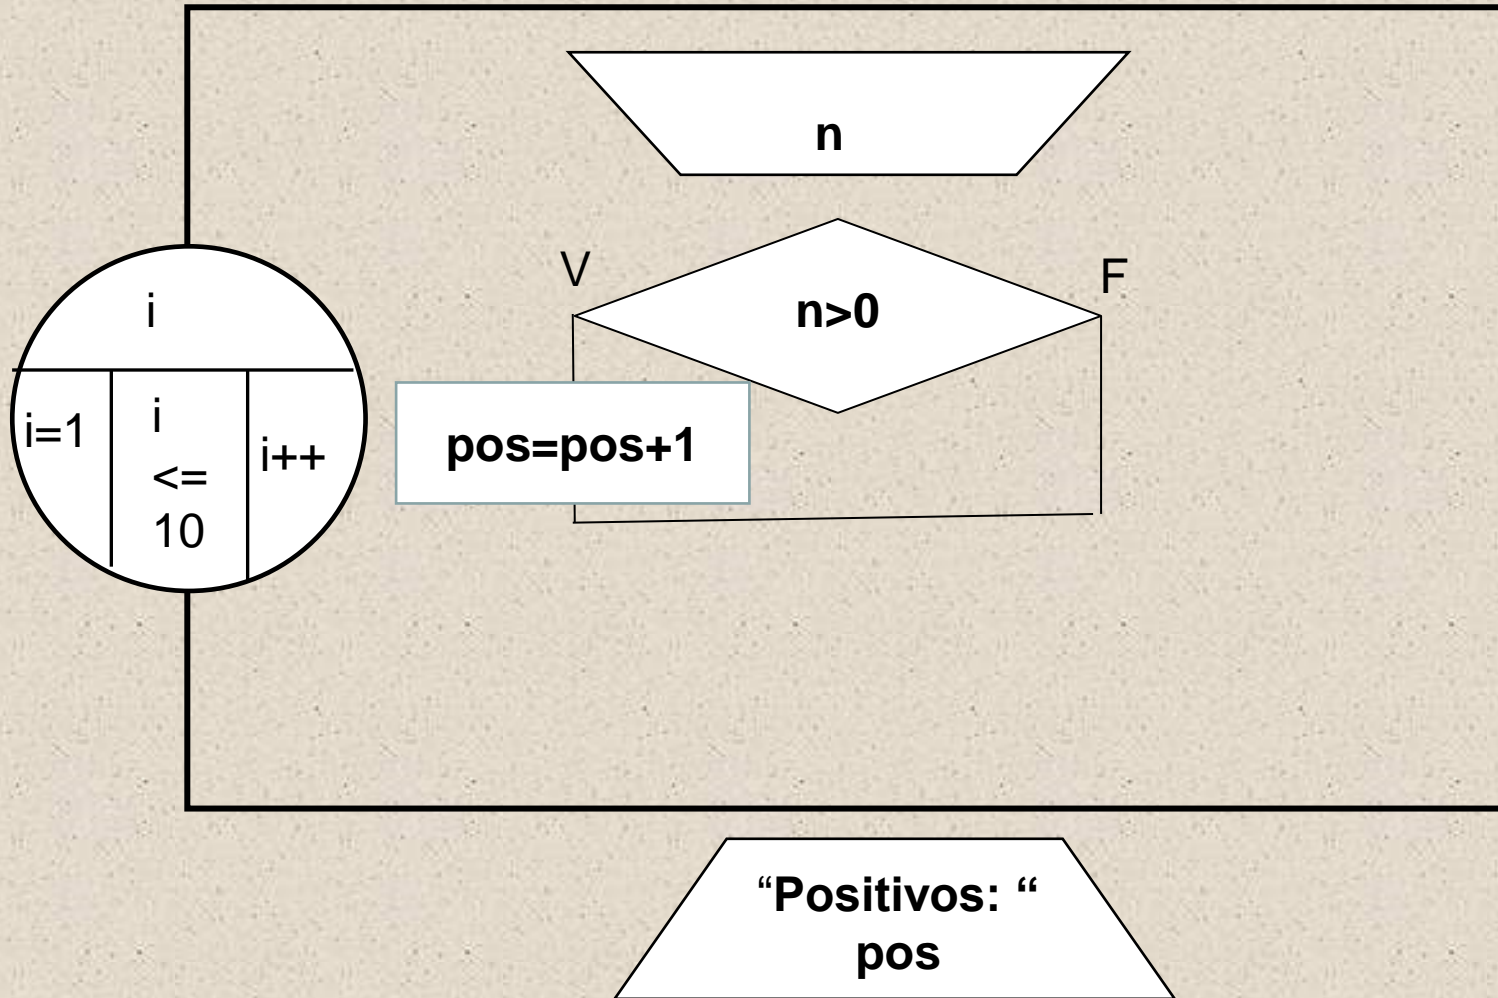 n
V
F
n>0
i
i=1
i
<=
10
i++
pos=pos+1
“Positivos: “
pos